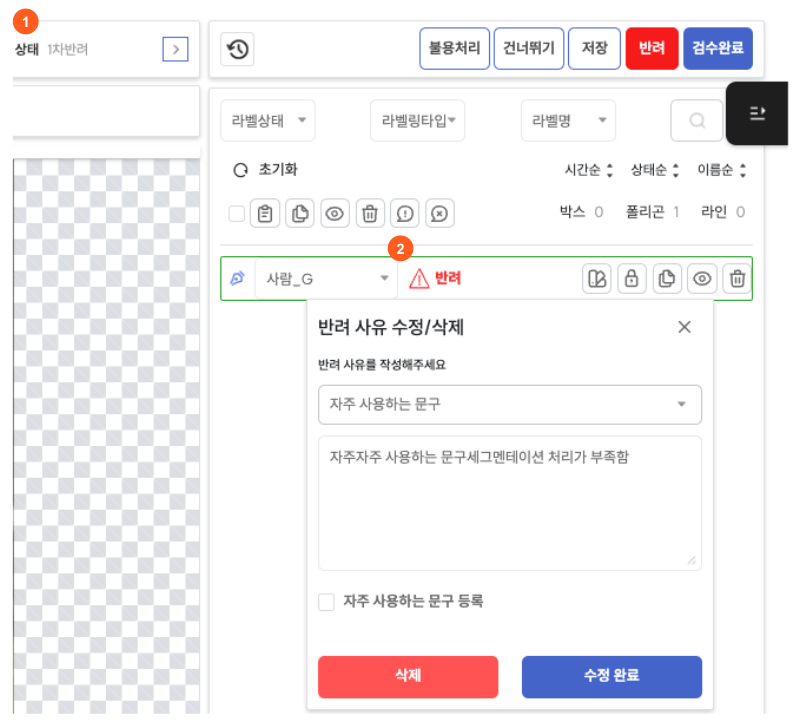 1
상태 1차반려
불용처리 건너뛰기 저장 반려 검수완료
라벨상태 라벨링타입 라벨명
초기화 시간순 상태순 이름순
박스 0 폴리곤 1 라인 0
2
사람_G 반려
반려 사유 수정/삭제
반려 사유를 작성해주세요
자주 사용하는 문구
자주자주 사용하는 문구세그멘테이션 처리가 부족함
자주 사용하는 문구 등록
삭제 수정 완료